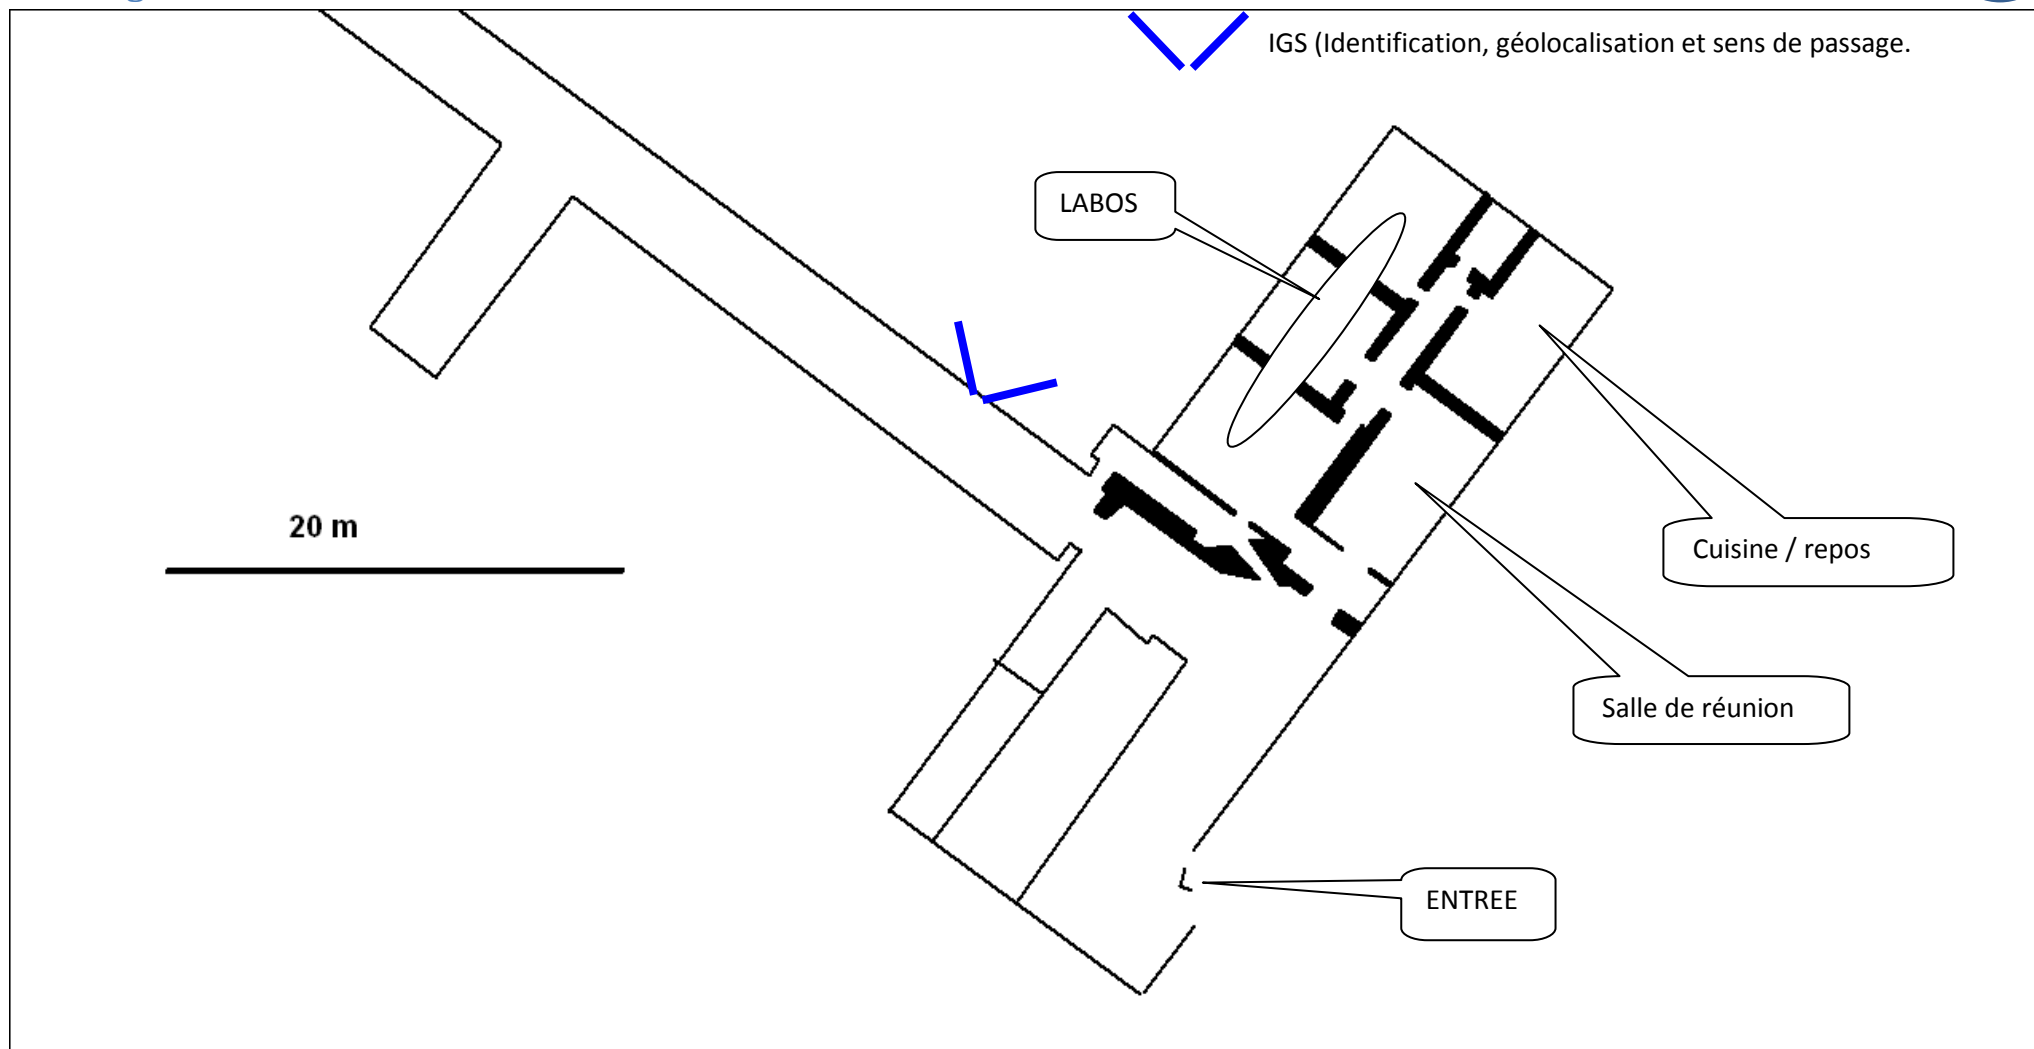 IGS (Identification, géolocalisation et sens de passage.
LABOS
20 m
Cuisine / repos
Salle de réunion
ENTREE